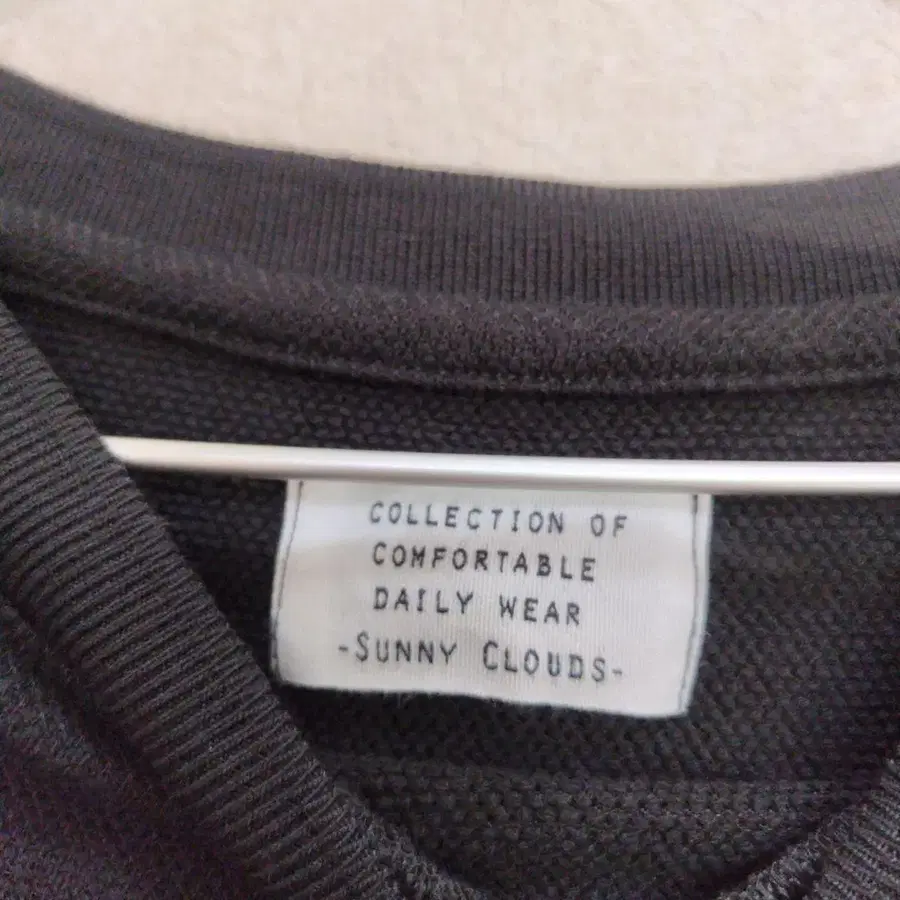 COLLECTION OF
COMFORTABLE
DAILY WEAR
-SUNNY CLOUDS-